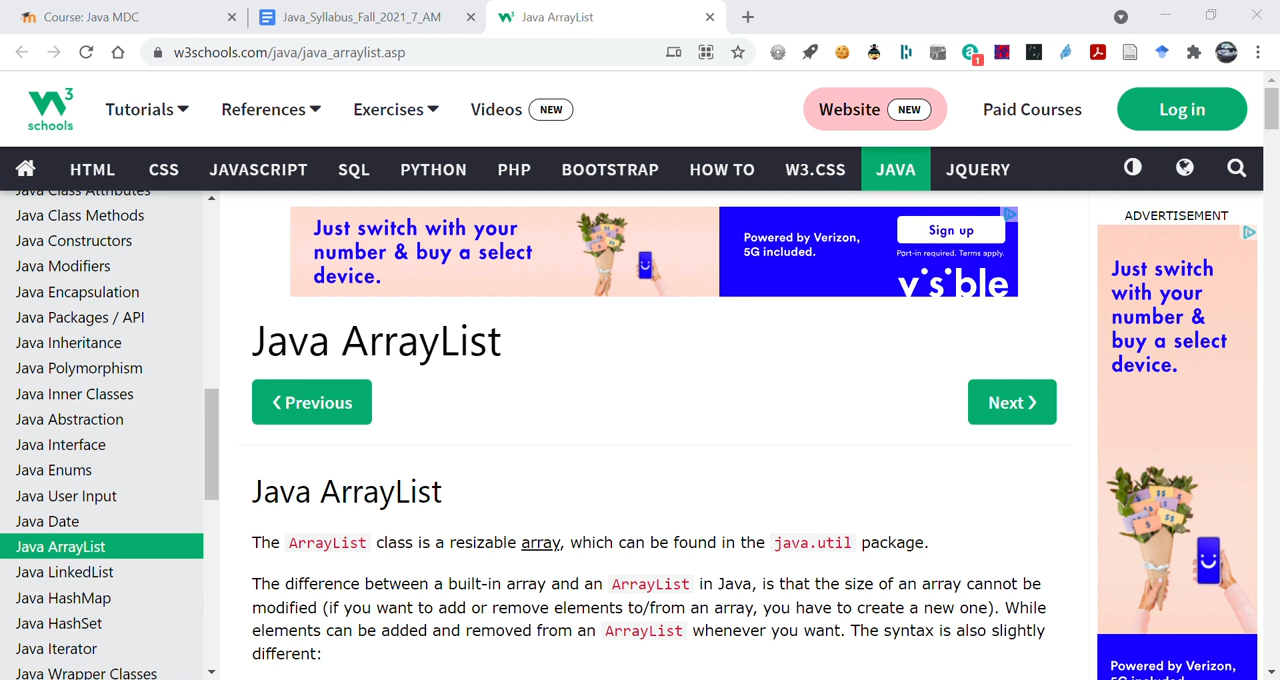 Course: Java MDC
Java_Syllabus_Fall_2021_7_AM
Java ArrayList
w3schools.com/java/java_arraylist.asp
1
W3 schools
Tutorials
References
Exercises
Videos NEW
Website NEW
Paid Courses
Log in
HTML
CSS
JAVASCRIPT
SQL
PYTHON
PHP
BOOTSTRAP
HOW TO
W3.CSS
JAVA
JQUERY
Java Class Attributes
Java Class Methods
Java Constructors
Java Modifiers
Java Encapsulation
Java Packages / API
Java Inheritance
Java Polymorphism
Java Inner Classes
Java Abstraction
Java Interface
Java Enums
Java User Input
Java Date
Java ArrayList
Java LinkedList
Java HashMap
Java HashSet
Java Iterator
Java Wrapper Classes
Just switch with your
number & buy a select
device.
Powered by Verizon,
5G included.
Sign up
Port-in required. Terms apply.
visible
Java ArrayList
❮ Previous
Next ❯
Java ArrayList
The ArrayList class is a resizable array, which can be found in the java.util package.
The difference between a built-in array and an ArrayList in Java, is that the size of an array cannot be
modified (if you want to add or remove elements to/from an array, you have to create a new one). While
elements can be added and removed from an ArrayList whenever you want. The syntax is also slightly
different:
ADVERTISEMENT
Just switch
with your
number &
buy a select
device.
Powered by Verizon,